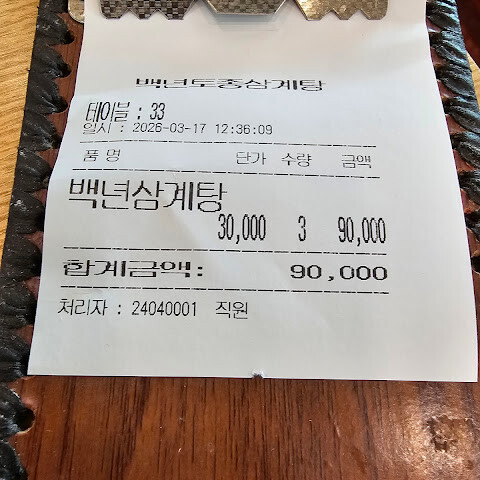 백년토종삼계탕
테이블 : 33
일시 : 2026-03-17 12:36:09
품 명 단가 수량 금액
백년삼계탕
30,000 3 90,000
합계금액: 90,000
처리자 : 24040001 직원